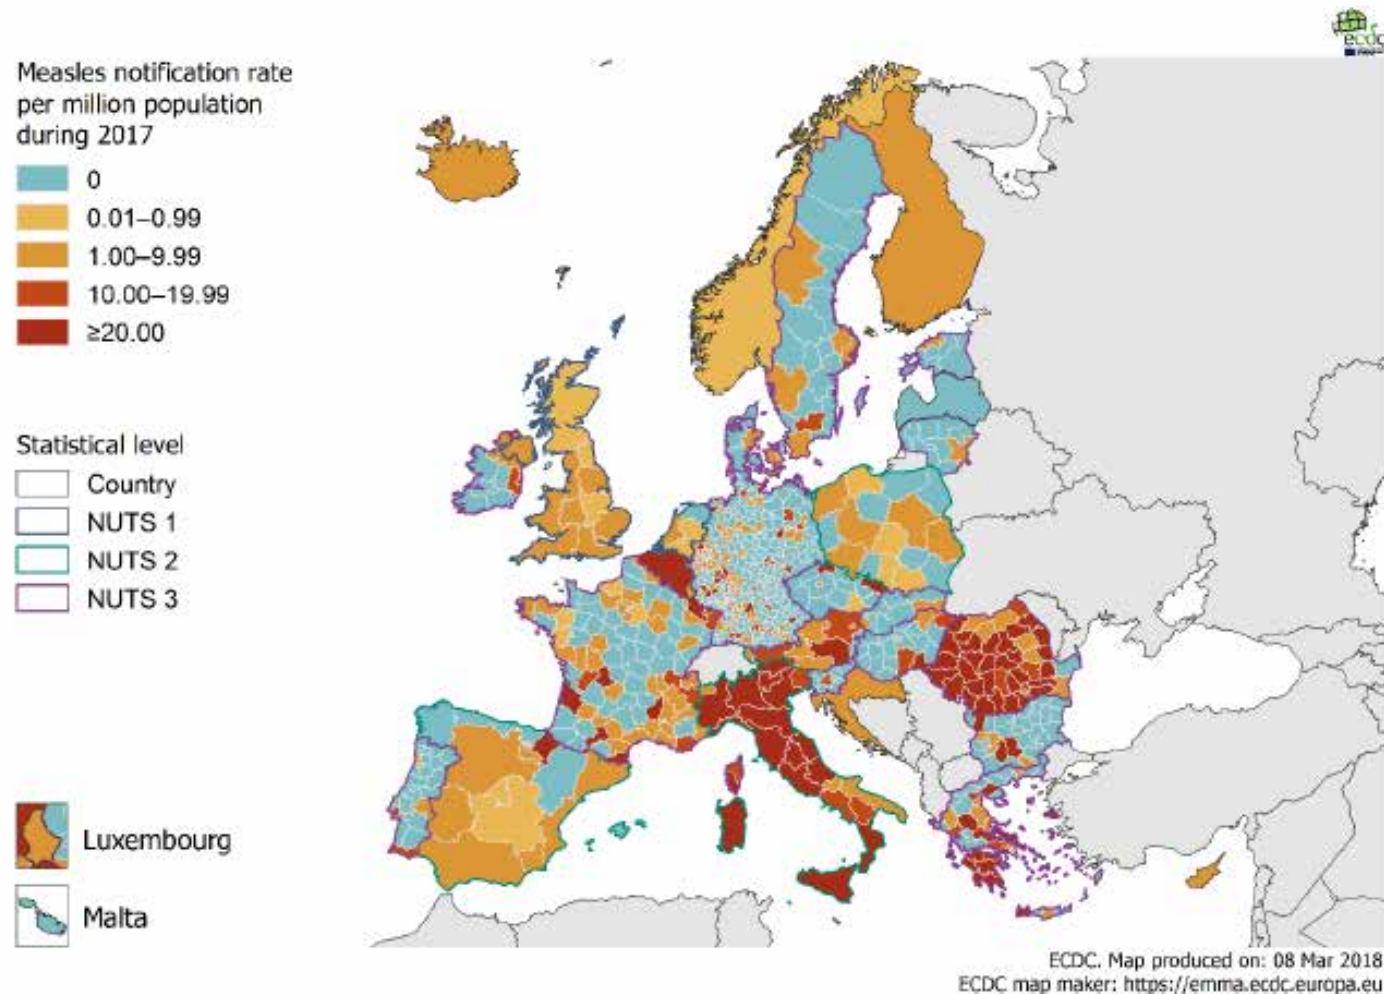 ecdc
Measles notification rate
per million population
during 2017
0
0.01–0.99
1.00–9.99
10.00–19.99
≥20.00
Statistical level
Country
NUTS 1
NUTS 2
NUTS 3
Luxembourg
Malta
ECDC. Map produced on: 08 Mar 2018
ECDC map maker: https://emma.ecdc.europa.eu